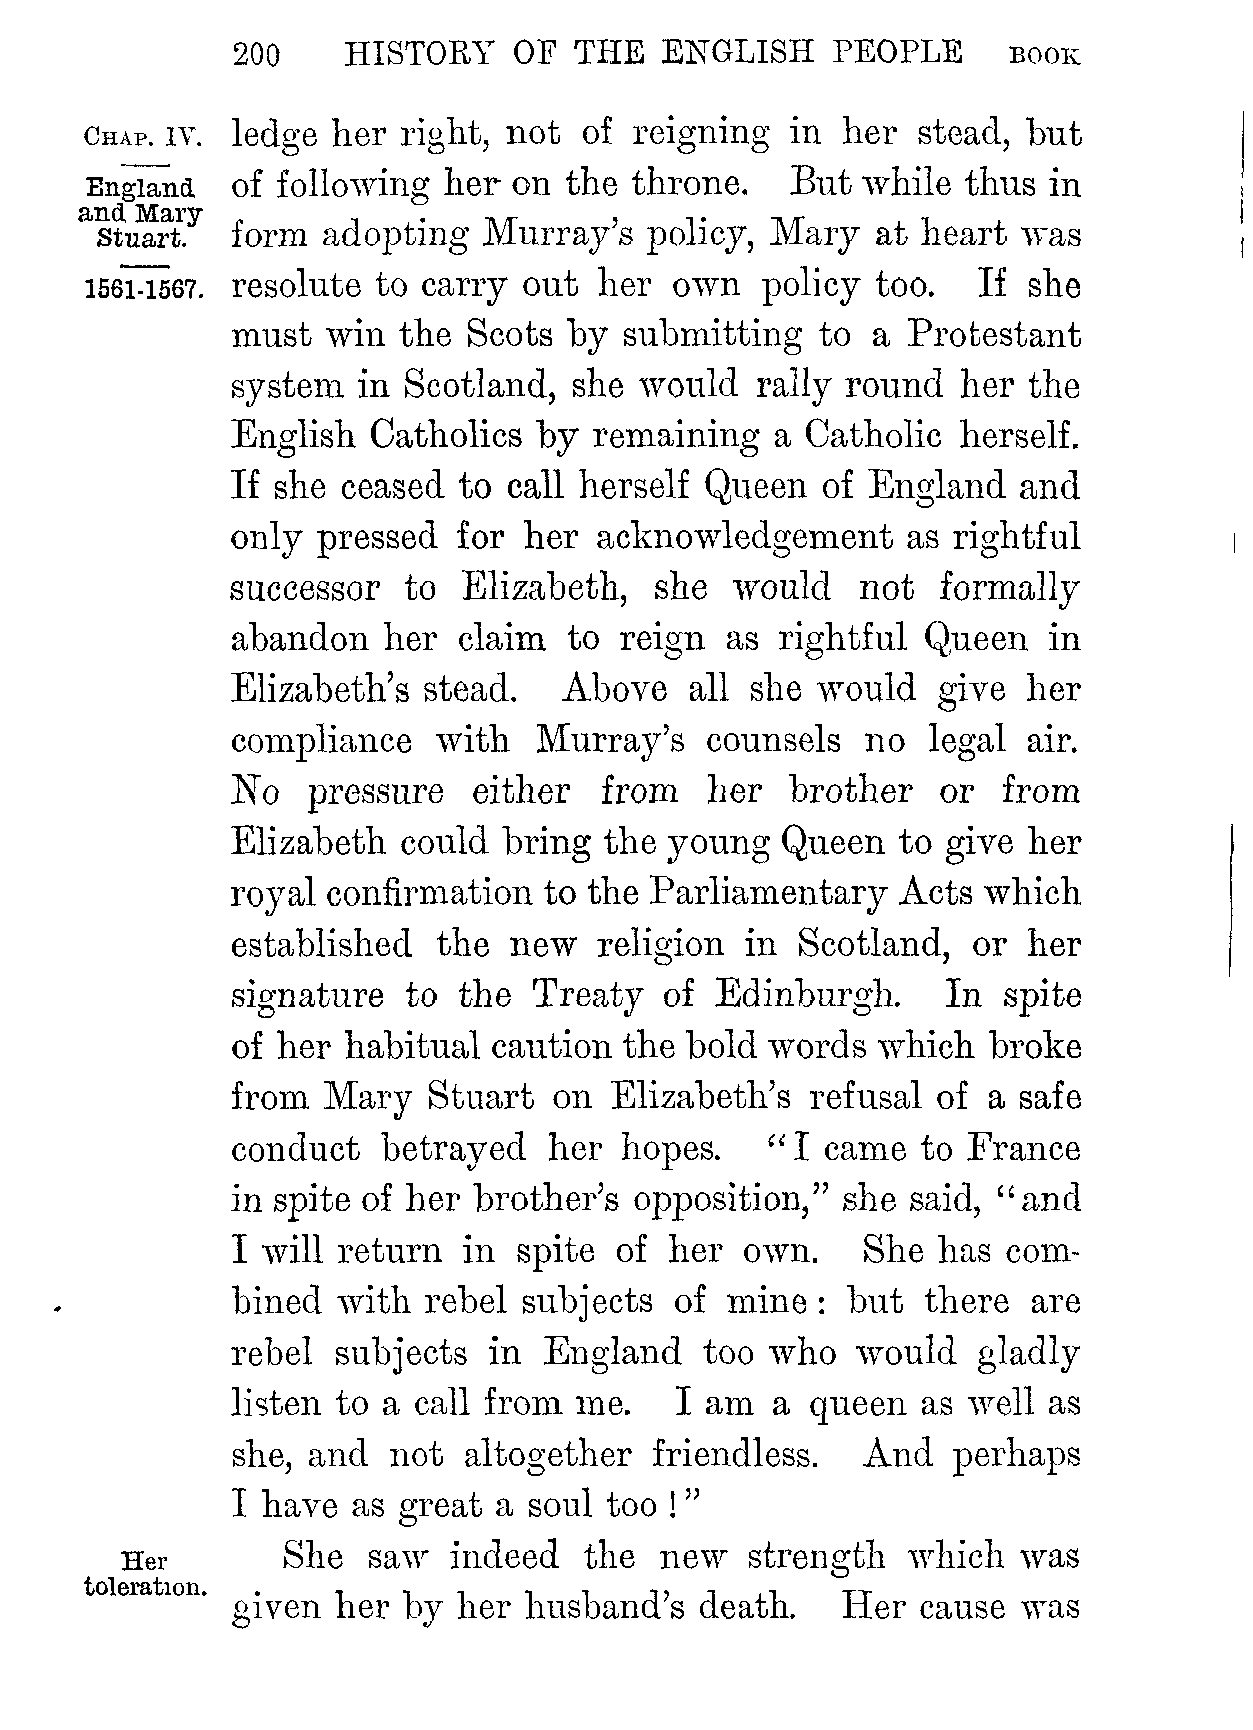 200 HISTORY OF THE ENGLISH PEOPLE BOOK
CHAP. IV.
England
and Mary
Stuart.
1561-1567.
ledge her right, not of reigning in her stead, but
of following her on the throne. But while thus in
form adopting Murray's policy, Mary at heart was
resolute to carry out her own policy too. If she
must win the Scots by submitting to a Protestant
system in Scotland, she would rally round her the
English Catholics by remaining a Catholic herself.
If she ceased to call herself Queen of England and
only pressed for her acknowledgement as rightful
successor to Elizabeth, she would not formally
abandon her claim to reign as rightful Queen in
Elizabeth's stead. Above all she would give her
compliance with Murray's counsels no legal air.
No pressure either from her brother or from
Elizabeth could bring the young Queen to give her
royal confirmation to the Parliamentary Acts which
established the new religion in Scotland, or her
signature to the Treaty of Edinburgh. In spite
of her habitual caution the bold words which broke
from Mary Stuart on Elizabeth's refusal of a safe
conduct betrayed her hopes. "I came to France
in spite of her brother's opposition," she said, "and
I will return in spite of her own. She has com-
bined with rebel subjects of mine: but there are
rebel subjects in England too who would gladly
listen to a call from me. I am a queen as well as
she, and not altogether friendless. And perhaps
I have as great a soul too!"
Her
toleration.
She saw indeed the new strength which was
given her by her husband's death. Her cause was